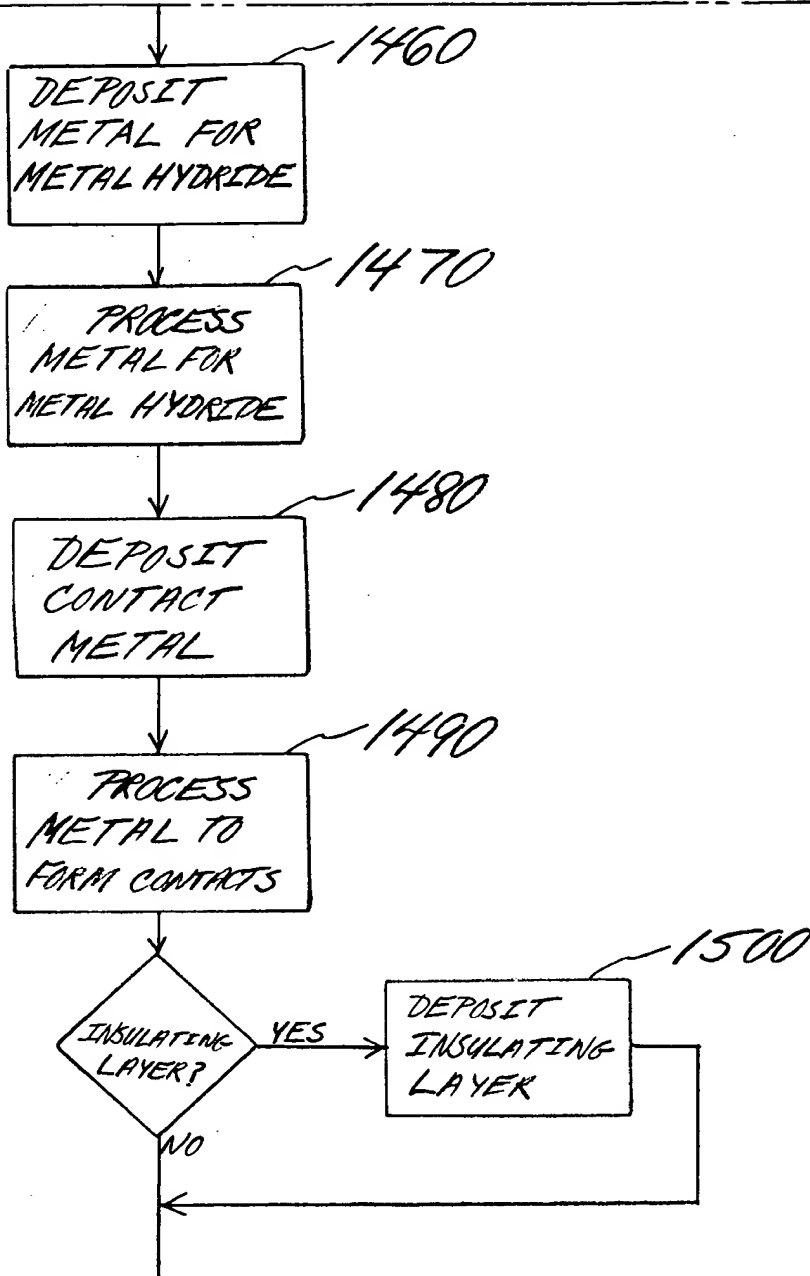 1460
DEPOSIT
METAL FOR
METAL HYDRIDE
1470
PROCESS
METAL FOR
METAL HYDRIDE
1480
DEPOSIT
CONTACT
METAL
1490
PROCESS
METAL TO
FORM CONTACTS
1500
INSULATING
LAYER?
YES
DEPOSIT
INSULATING
LAYER
NO